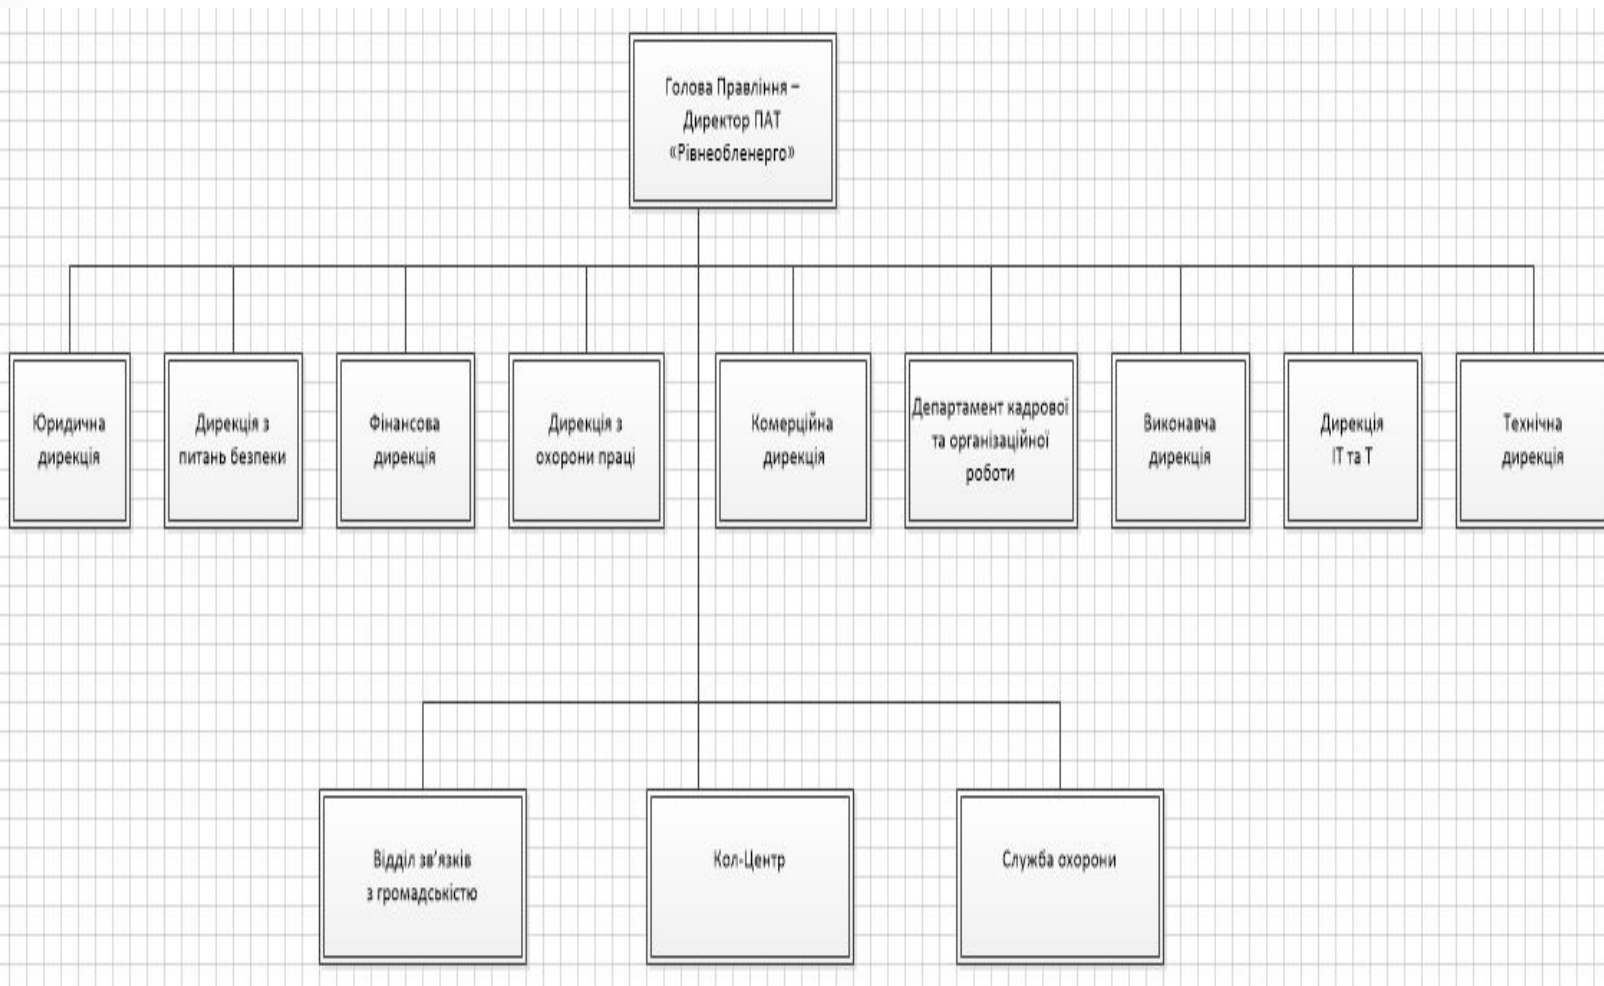 Голова Правління –
Директор ПАТ
«Рівнеобленерго»
Юридична
дирекція
Дирекція з
питань безпеки
Фінансова
дирекція
Дирекція з
охорони праці
Комерційна
дирекція
Департамент кадрової
та організаційної
роботи
Виконавча
дирекція
Дирекція
ІТ та Т
Технічна
дирекція
Відділ зв’язків
з громадськістю
Кол-Центр
Служба охорони